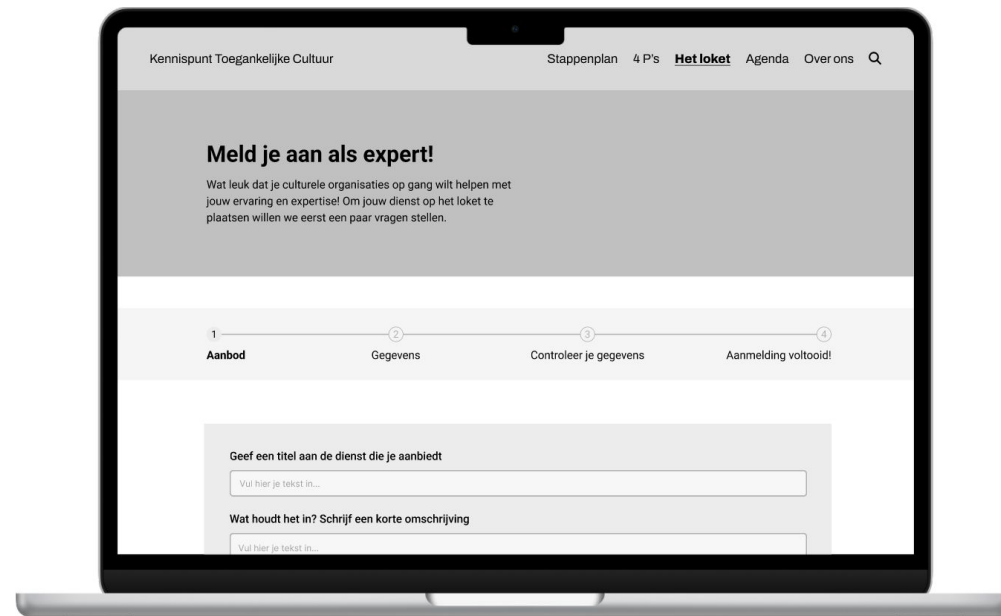 Kennispunt Toegankelijke Cultuur
Stappenplan 4 P's Het loket Agenda Over ons
Meld je aan als expert!
Wat leuk dat je culturele organisaties op gang wilt helpen met
jouw ervaring en expertise! Om jouw dienst op het loket te
plaatsen willen we eerst een paar vragen stellen.
1 2 3 4
Aanbod Gegevens Controleer je gegevens Aanmelding voltooid!
Geef een titel aan de dienst die je aanbiedt
Vul hier je tekst in...
Wat houdt het in? Schrijf een korte omschrijving
Vul hier je tekst in...